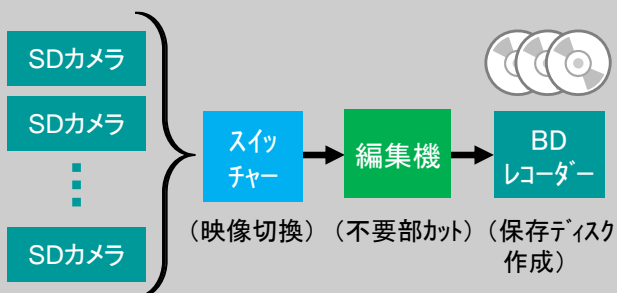 SDカメラ
SDカメラ
SDカメラ
スイッ
チャー
（映像切換）
編集機
（不要部カット）
BD
レコーダー
（保存ディスク
作成）